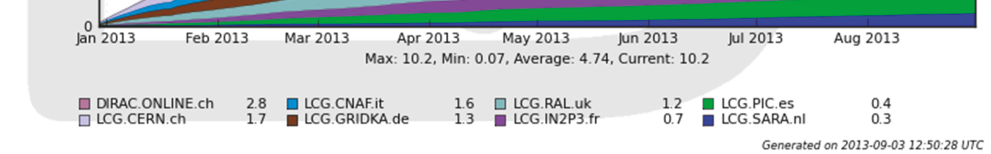 0
Jan 2013 Feb 2013 Mar 2013 Apr 2013 May 2013 Jun 2013 Jul 2013 Aug 2013
Max: 10.2, Min: 0.07, Average: 4.74, Current: 10.2
DIRAC.ONLINE.ch 2.8 LCG.CNAF.it 1.6 LCG.RAL.uk 1.2 LCG.PIC.es 0.4
LCG.CERN.ch 1.7 LCG.GRIDKA.de 1.3 LCG.IN2P3.fr 0.7 LCG.SARA.nl 0.3
Generated on 2013-09-03 12:50:28 UTC